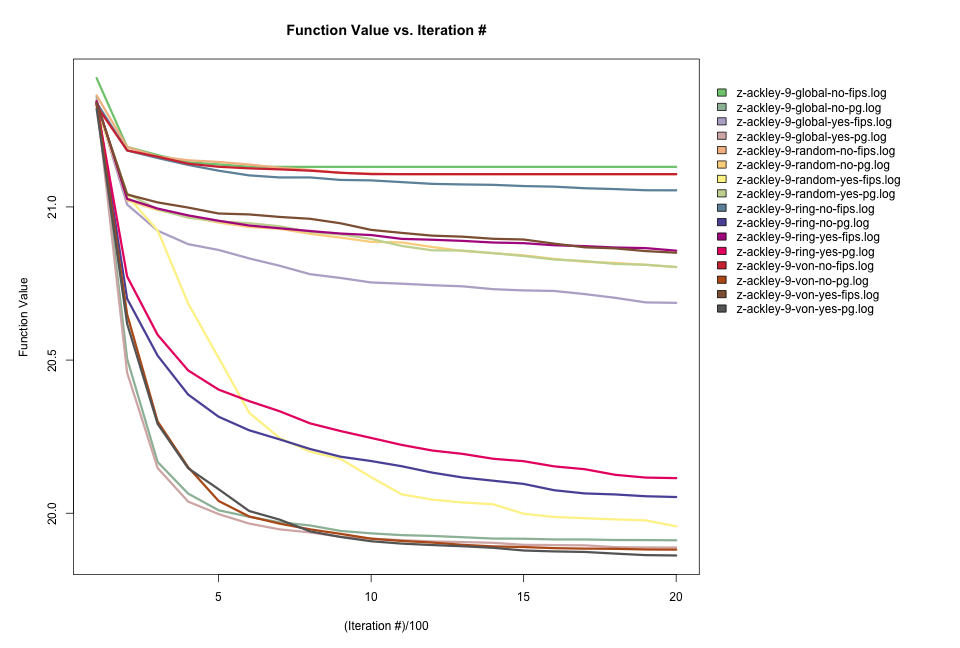 Function Value vs. Iteration #
z-ackley-9-global-no-fips.log
z-ackley-9-global-no-pg.log
z-ackley-9-global-yes-fips.log
z-ackley-9-global-yes-pg.log
z-ackley-9-random-no-fips.log
z-ackley-9-random-no-pg.log
z-ackley-9-random-yes-fips.log
z-ackley-9-random-yes-pg.log
z-ackley-9-ring-no-fips.log
z-ackley-9-ring-no-pg.log
z-ackley-9-ring-yes-fips.log
z-ackley-9-ring-yes-pg.log
z-ackley-9-von-no-fips.log
z-ackley-9-von-no-pg.log
z-ackley-9-von-yes-fips.log
z-ackley-9-von-yes-pg.log
Function Value
21.0
20.5
20.0
5
10
15
20
(Iteration #)/100